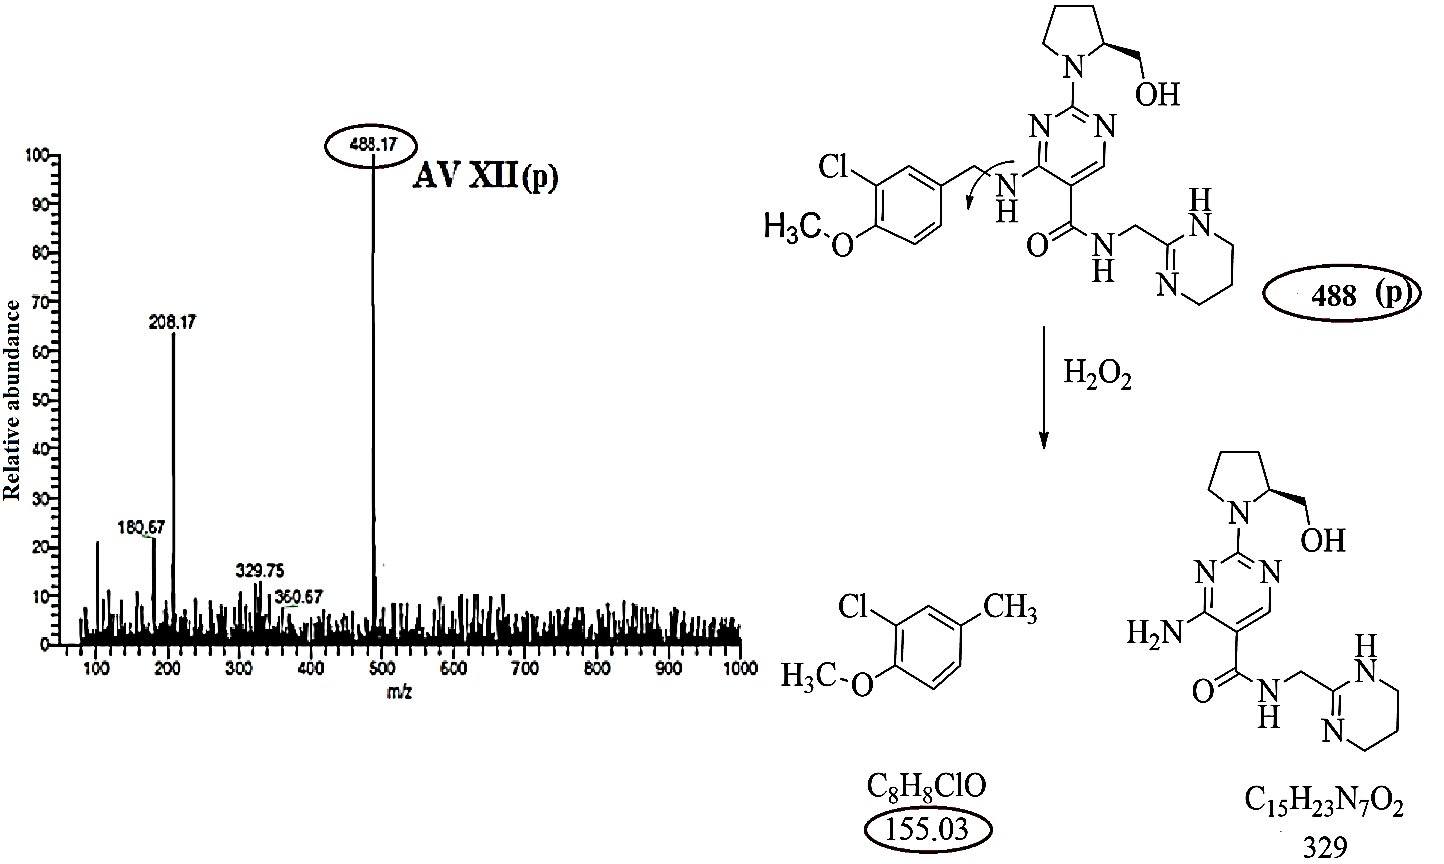 488.17
AV XII (p)
208.17
180.67
329.75
360.67
Relative abundance
100
90
80
70
60
50
40
30
20
10
0
100 200 300 400 500 600 700 800 900 1000
m/z
N
OH
N N
Cl
NH
H₃C
O
O
N
H
H
N
N
488 (p)
H₂O₂
N
OH
N N
Cl
CH₃
H₃C
O
H₂N
O
N
H
H
N
N
C₈H₈ClO
155.03
C₁₅H₂₃N₇O₂
329